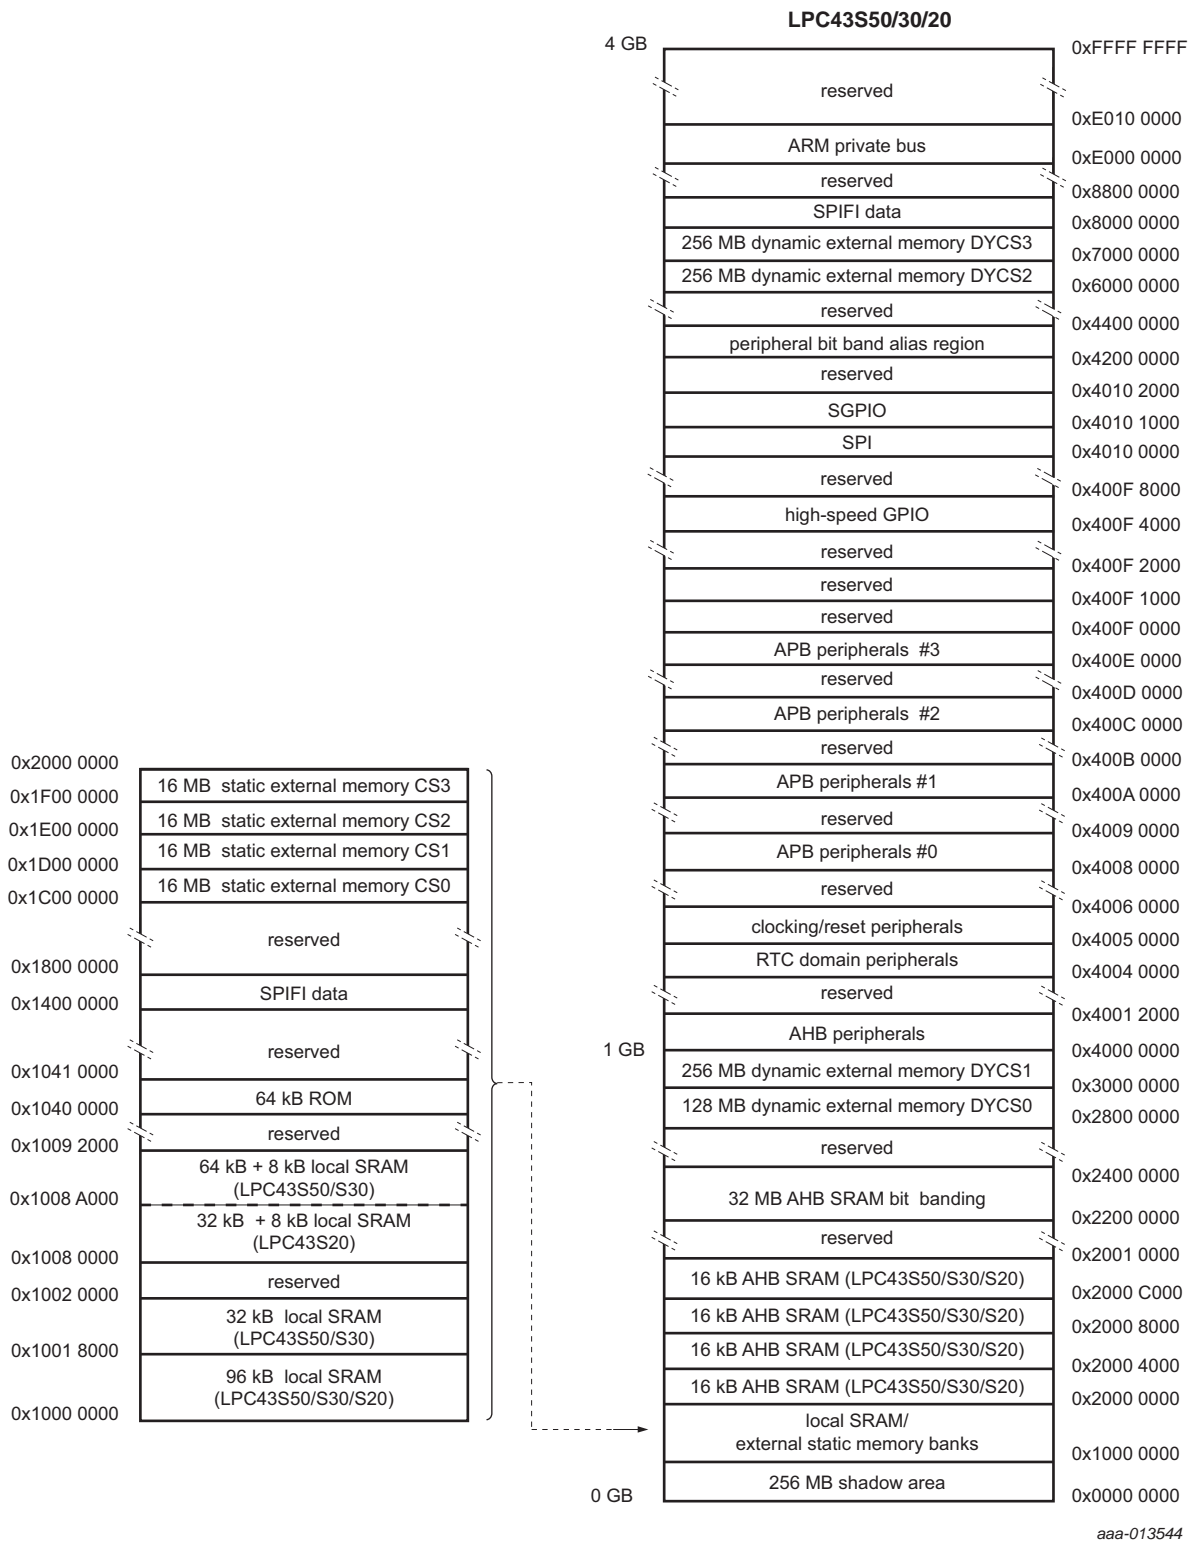 LPC43S50/30/20
4 GB
0xFFFF FFFF
reserved
0xE010 0000
ARM private bus
0xE000 0000
reserved
0x8800 0000
SPIFI data
0x8000 0000
256 MB dynamic external memory DYCS3
0x7000 0000
256 MB dynamic external memory DYCS2
0x6000 0000
reserved
0x4400 0000
peripheral bit band alias region
0x4200 0000
reserved
0x4010 2000
SGPIO
0x4010 1000
SPI
0x4010 0000
reserved
0x400F 8000
high-speed GPIO
0x400F 4000
reserved
0x400F 2000
reserved
0x400F 1000
reserved
0x400F 0000
APB peripherals #3
0x400E 0000
reserved
0x400D 0000
APB peripherals #2
0x400C 0000
reserved
0x400B 0000
APB peripherals #1
0x400A 0000
reserved
0x4009 0000
APB peripherals #0
0x4008 0000
reserved
0x4006 0000
clocking/reset peripherals
0x4005 0000
RTC domain peripherals
0x4004 0000
reserved
0x4001 2000
AHB peripherals
1 GB
0x4000 0000
256 MB dynamic external memory DYCS1
0x3000 0000
128 MB dynamic external memory DYCS0
0x2800 0000
reserved
0x2400 0000
32 MB AHB SRAM bit banding
0x2200 0000
reserved
0x2001 0000
16 kB AHB SRAM (LPC43S50/S30/S20)
0x2000 C000
16 kB AHB SRAM (LPC43S50/S30/S20)
0x2000 8000
16 kB AHB SRAM (LPC43S50/S30/S20)
0x2000 4000
16 kB AHB SRAM (LPC43S50/S30/S20)
0x2000 0000
local SRAM/
external static memory banks
0x1000 0000
256 MB shadow area
0 GB
0x0000 0000
0x2000 0000
16 MB static external memory CS3
0x1F00 0000
16 MB static external memory CS2
0x1E00 0000
16 MB static external memory CS1
0x1D00 0000
16 MB static external memory CS0
0x1C00 0000
reserved
0x1800 0000
SPIFI data
0x1400 0000
reserved
0x1041 0000
64 kB ROM
0x1040 0000
reserved
0x1009 2000
64 kB + 8 kB local SRAM
(LPC43S50/S30)
0x1008 A000
32 kB + 8 kB local SRAM
(LPC43S20)
0x1008 0000
reserved
0x1002 0000
32 kB local SRAM
(LPC43S50/S30)
0x1001 8000
96 kB local SRAM
(LPC43S50/S30/S20)
0x1000 0000
aaa-013544